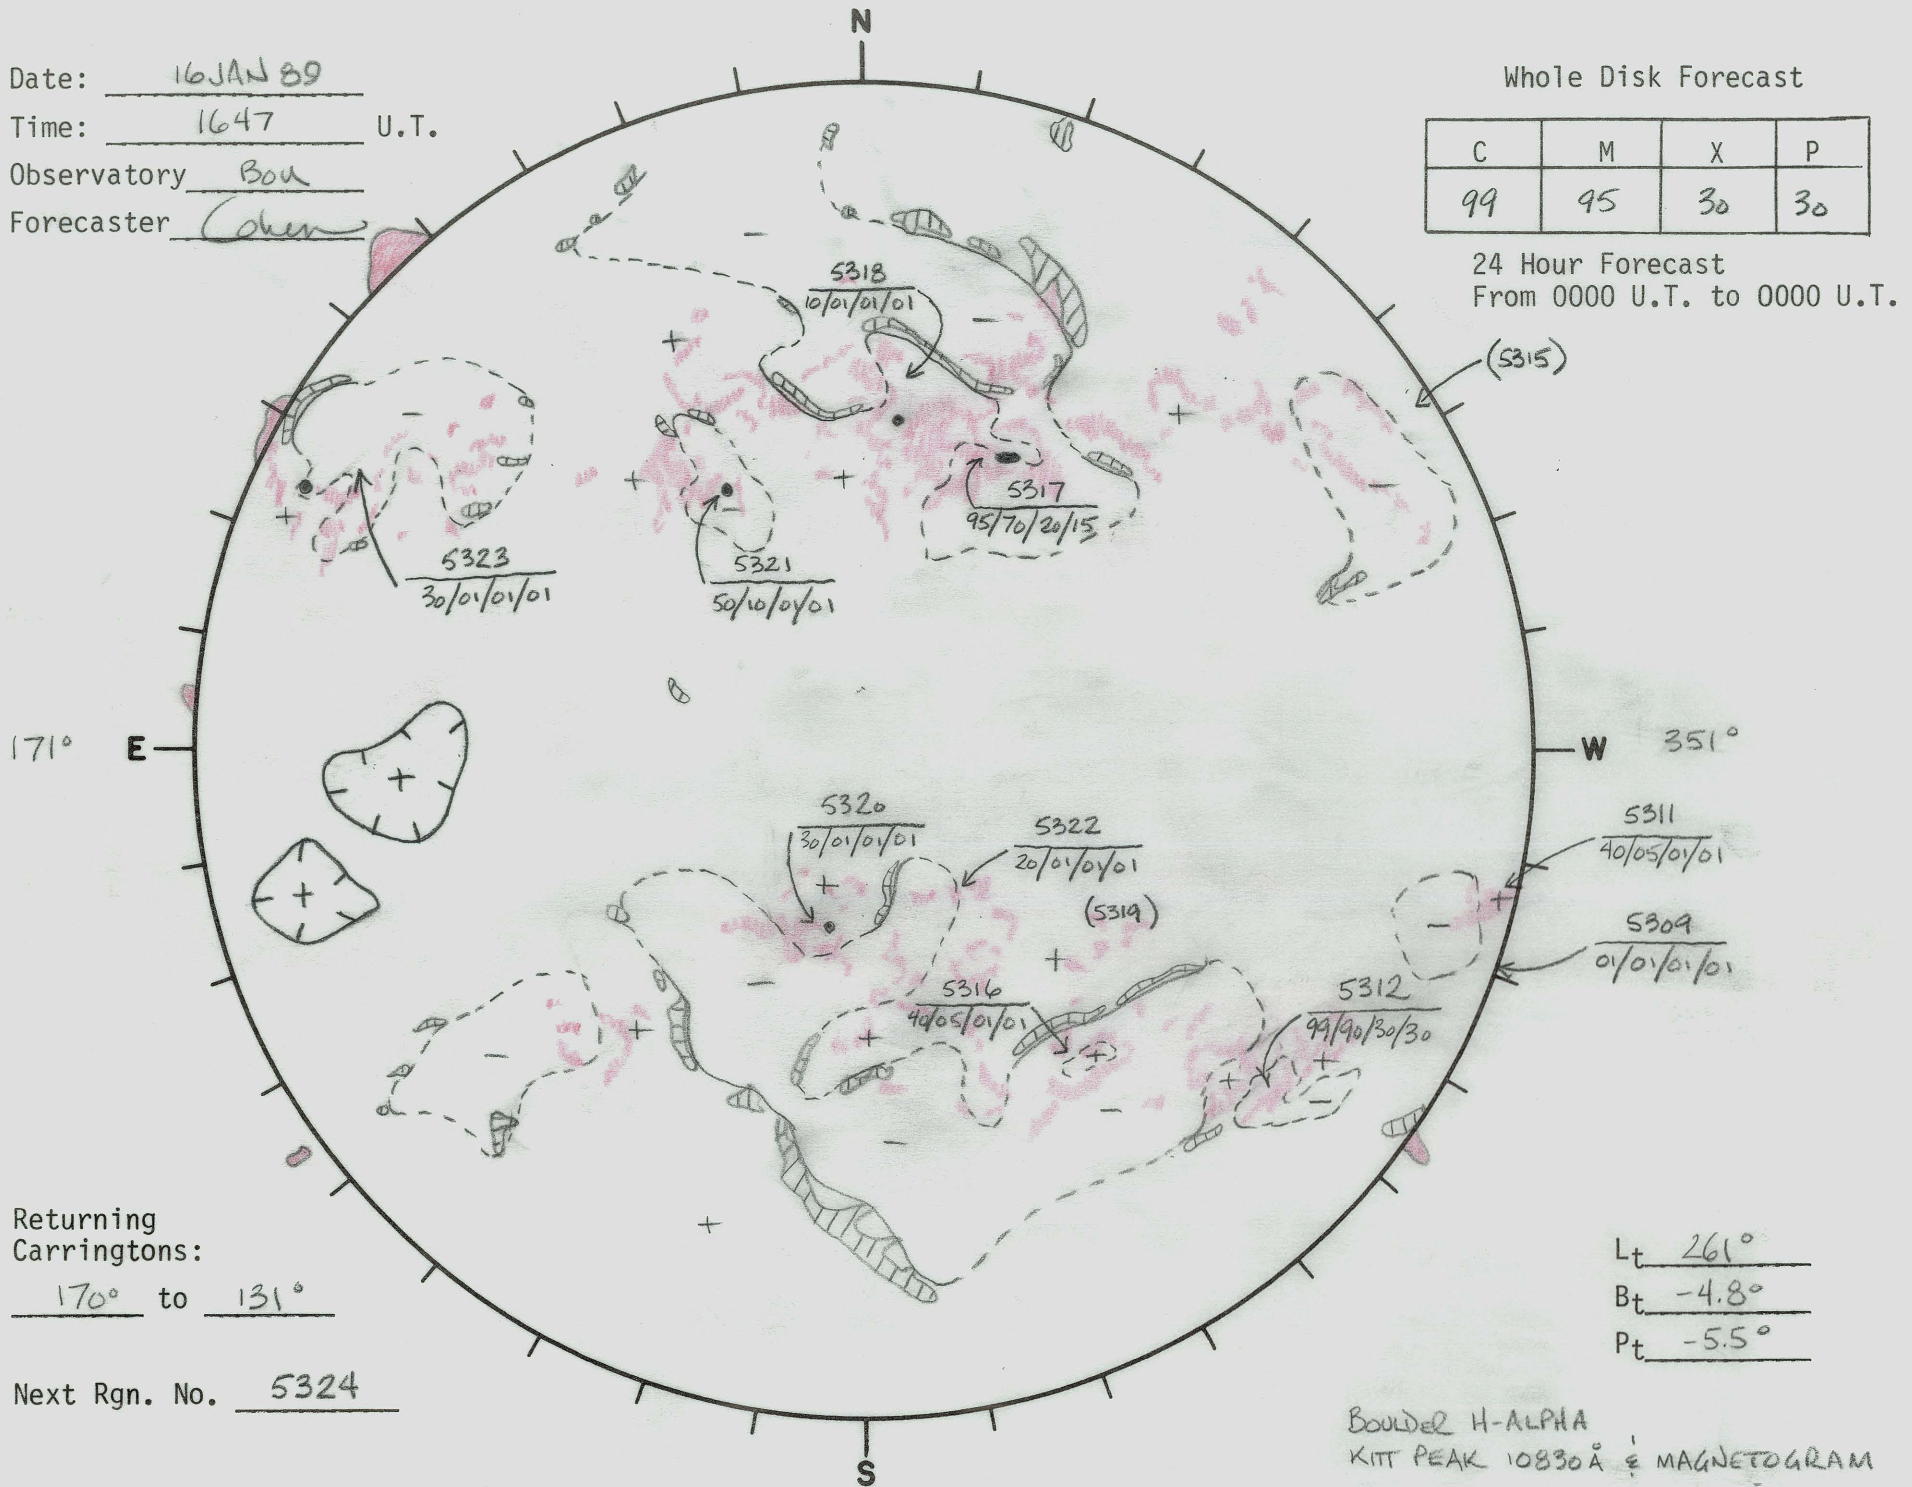 N
Date: 16 JAN 89
Time: 1647 U.T.
Observatory Bou
Forecaster Cohen
Whole Disk Forecast
C M X P
99 95 30 30
24 Hour Forecast
From 0000 U.T. to 0000 U.T.
5318
10/01/01/01
(5315)
5317
95/70/20/15
5323
30/01/01/01
5321
50/10/01/01
171° E
W 351°
5320
30/01/01/01
5322
20/01/01/01
(5319)
5311
40/05/01/01
5309
01/01/01/01
5316
40/05/01/01
5312
99/90/30/30
Returning
Carringtons:
170° to 131°
Next Rgn. No. 5324
Lt 261°
Bt -4.8°
Pt -5.5°
BOULDER H-ALPHA
KITT PEAK 10830Å & MAGNETOGRAM
S